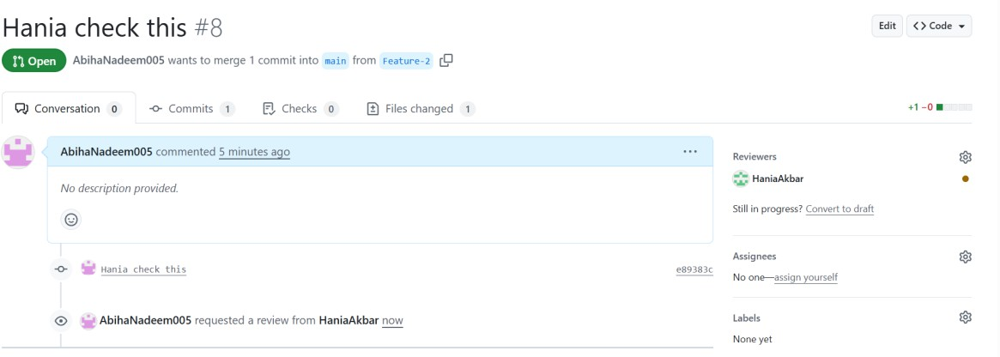 Hania check this #8
Edit
Code
Open
AbihaNadeem005 wants to merge 1 commit into main from Feature-2
Conversation 0
Commits 1
Checks 0
Files changed 1
+1 −0
AbihaNadeem005 commented 5 minutes ago
No description provided.
Hania check this
e89383c
AbihaNadeem005 requested a review from HaniaAkbar now
Reviewers
HaniaAkbar
Still in progress? Convert to draft
Assignees
No one—assign yourself
Labels
None yet